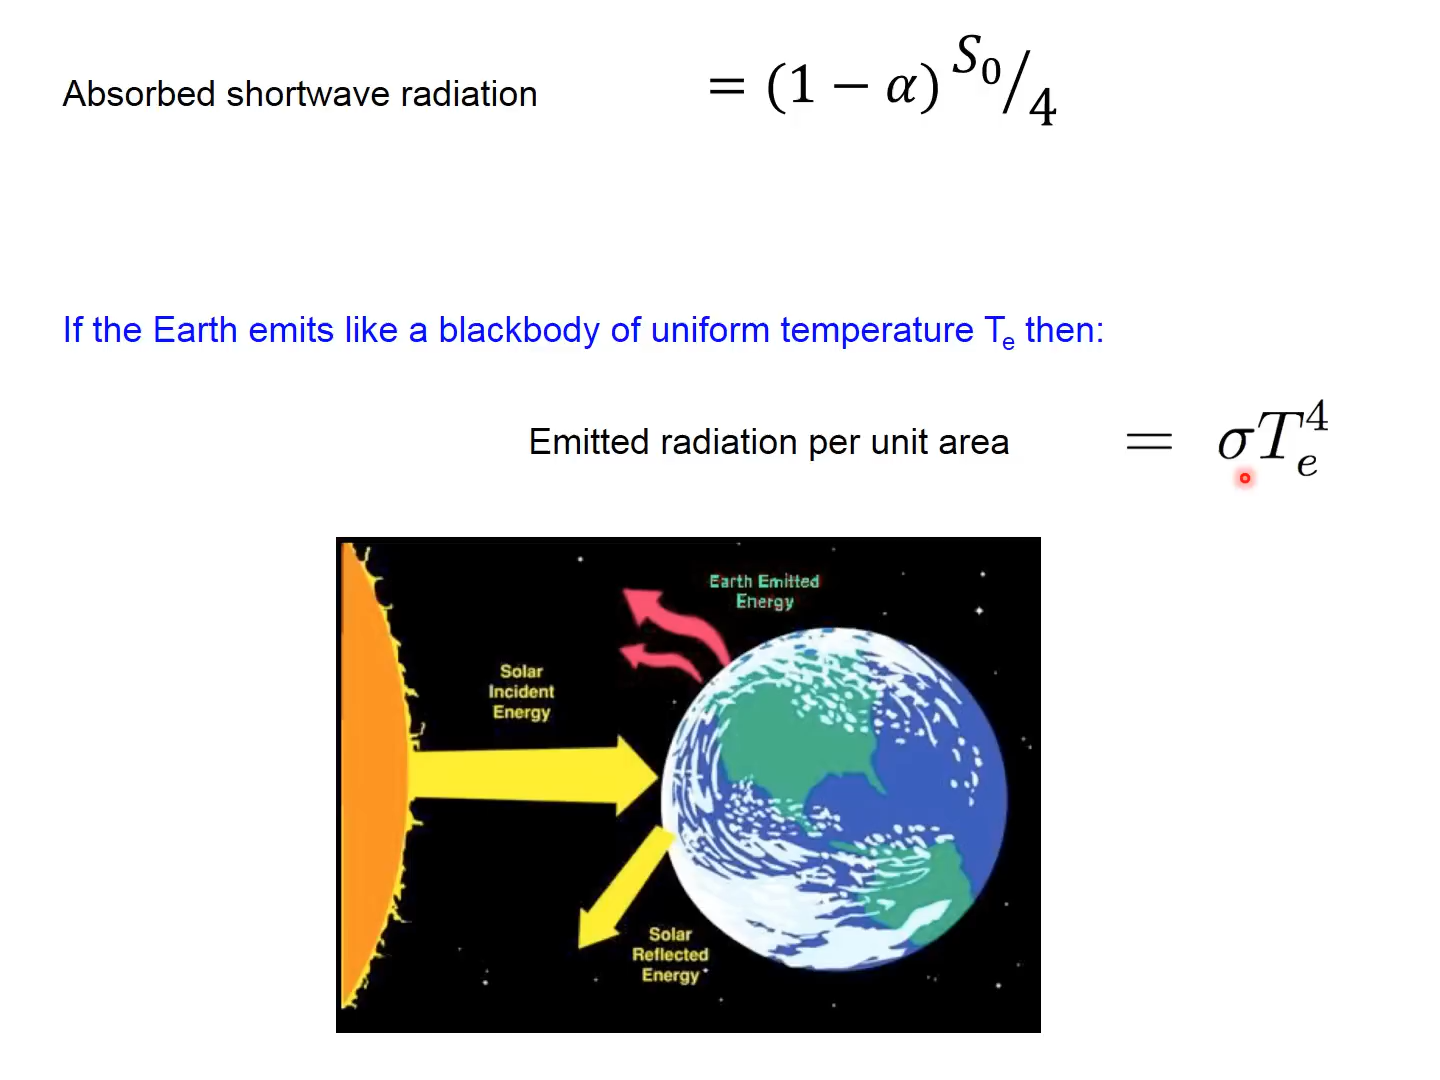 Absorbed shortwave radiation = (1 − α) S₀/4
If the Earth emits like a blackbody of uniform temperature Tₑ then:
Emitted radiation per unit area = σTₑ⁴
Earth Emitted
Energy
Solar
Incident
Energy
Solar
Reflected
Energy